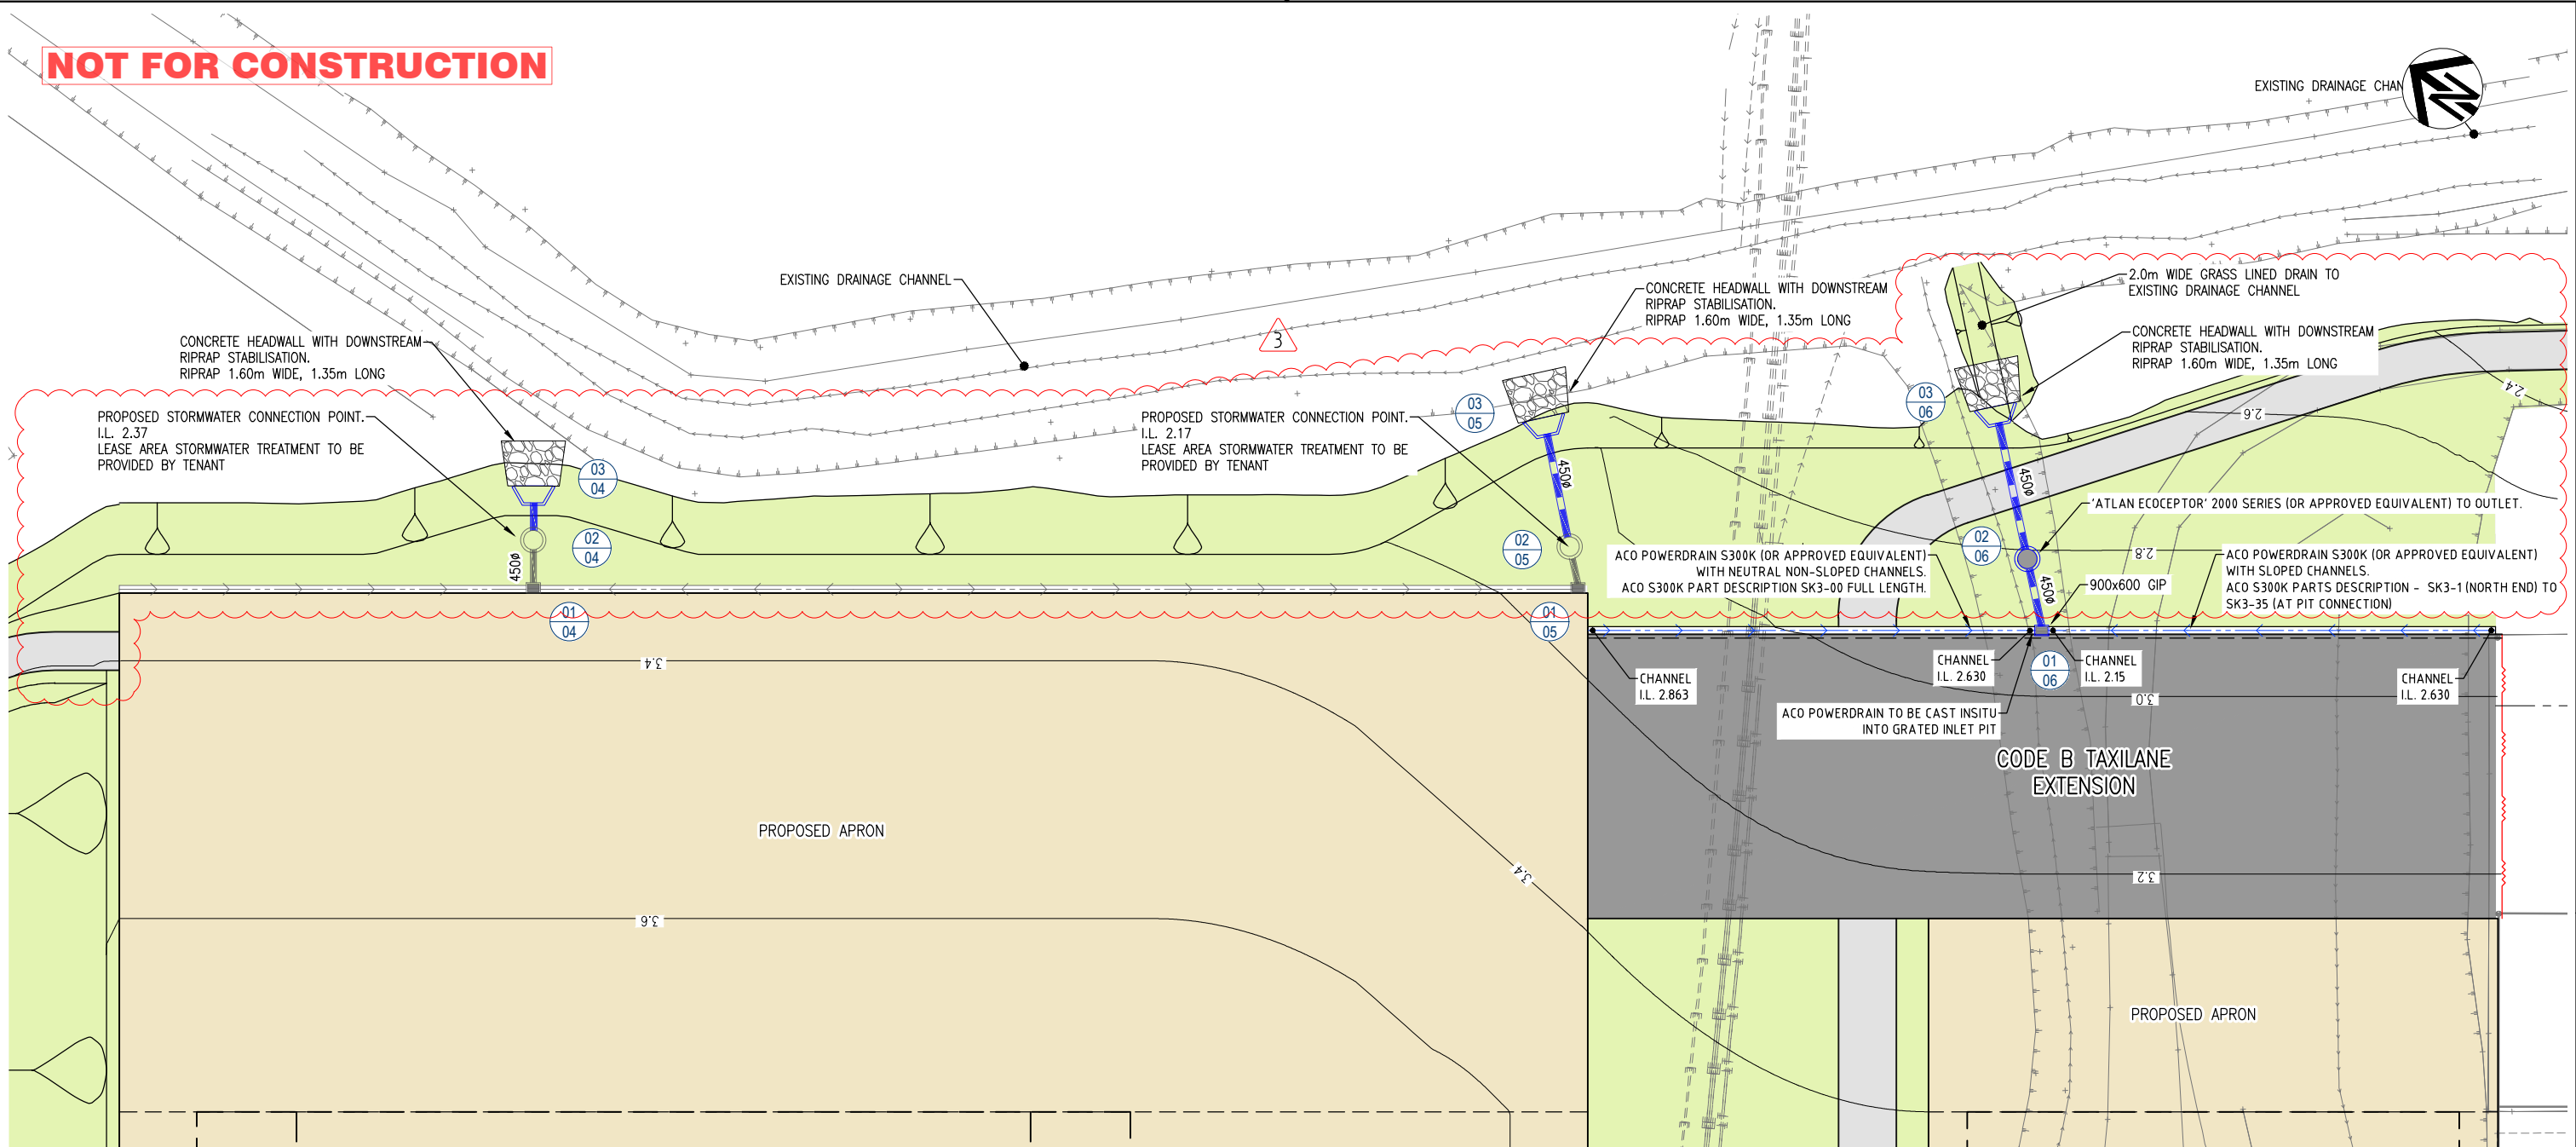 NOT FOR CONSTRUCTION
EXISTING DRAINAGE CHAN
N
EXISTING DRAINAGE CHANNEL
3
CONCRETE HEADWALL WITH DOWNSTREAM
RIPRAP STABILISATION.
RIPRAP 1.60m WIDE, 1.35m LONG
2.0m WIDE GRASS LINED DRAIN TO
EXISTING DRAINAGE CHANNEL
CONCRETE HEADWALL WITH DOWNSTREAM
RIPRAP STABILISATION.
RIPRAP 1.60m WIDE, 1.35m LONG
CONCRETE HEADWALL WITH DOWNSTREAM
RIPRAP STABILISATION.
RIPRAP 1.60m WIDE, 1.35m LONG
PROPOSED STORMWATER CONNECTION POINT.
I.L. 2.37
LEASE AREA STORMWATER TREATMENT TO BE
PROVIDED BY TENANT
PROPOSED STORMWATER CONNECTION POINT.
I.L. 2.17
LEASE AREA STORMWATER TREATMENT TO BE
PROVIDED BY TENANT
03
04
02
04
450ø
01
04
03
05
450ø
02
05
01
05
03
06
450ø
02
06
450ø
01
06
2.4
2.6
2.8
'ATLAN ECOCEPTOR' 2000 SERIES (OR APPROVED EQUIVALENT) TO OUTLET.
ACO POWERDRAIN S300K (OR APPROVED EQUIVALENT)
WITH NEUTRAL NON-SLOPED CHANNELS.
ACO S300K PART DESCRIPTION SK3-00 FULL LENGTH.
900x600 GIP
ACO POWERDRAIN S300K (OR APPROVED EQUIVALENT)
WITH SLOPED CHANNELS.
ACO S300K PARTS DESCRIPTION - SK3-1 (NORTH END) TO
SK3-35 (AT PIT CONNECTION)
CHANNEL
I.L. 2.863
CHANNEL
I.L. 2.630
CHANNEL
I.L. 2.15
CHANNEL
I.L. 2.630
ACO POWERDRAIN TO BE CAST INSITU
INTO GRATED INLET PIT
3.0
CODE B TAXILANE
EXTENSION
3.2
3.4
PROPOSED APRON
3.4
3.6
PROPOSED APRON